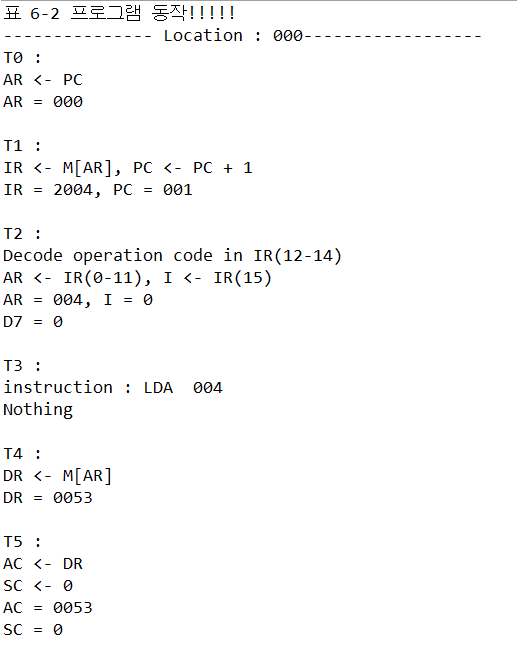 표 6-2 프로그램 동작!!!!!
--------------- Location : 000------------------
T0 :
AR <- PC
AR = 000
T1 :
IR <- M[AR], PC <- PC + 1
IR = 2004, PC = 001
T2 :
Decode operation code in IR(12-14)
AR <- IR(0-11), I <- IR(15)
AR = 004, I = 0
D7 = 0
T3 :
instruction : LDA  004
Nothing
T4 :
DR <- M[AR]
DR = 0053
T5 :
AC <- DR
SC <- 0
AC = 0053
SC = 0